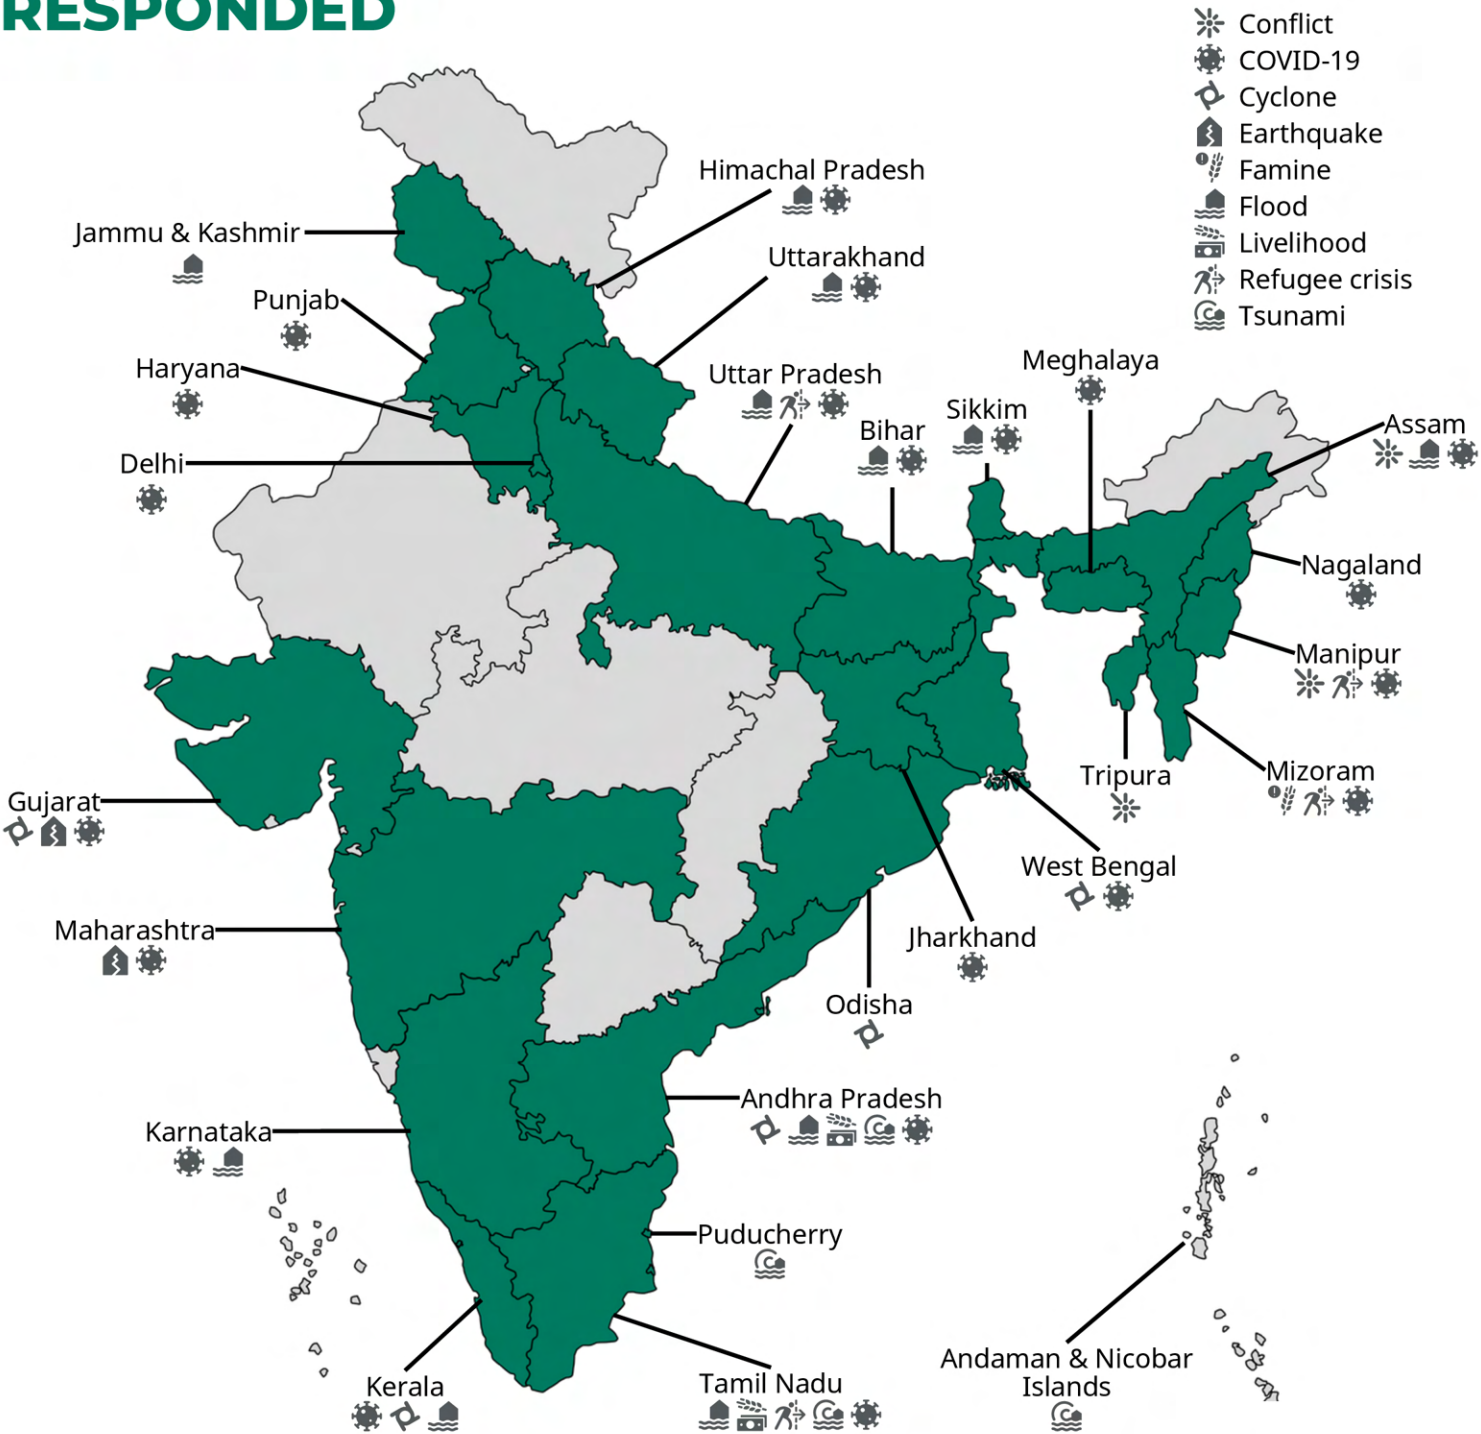 RESPONDED
Conflict
COVID-19
Cyclone
Earthquake
Famine
Flood
Livelihood
Refugee crisis
Tsunami
Himachal Pradesh
Jammu & Kashmir
Uttarakhand
Punjab
Haryana
Uttar Pradesh
Meghalaya
Sikkim
Bihar
Assam
Delhi
Nagaland
Manipur
Tripura
Mizoram
Gujarat
West Bengal
Maharashtra
Jharkhand
Odisha
Andhra Pradesh
Karnataka
Puducherry
Andaman & Nicobar
Islands
Kerala
Tamil Nadu